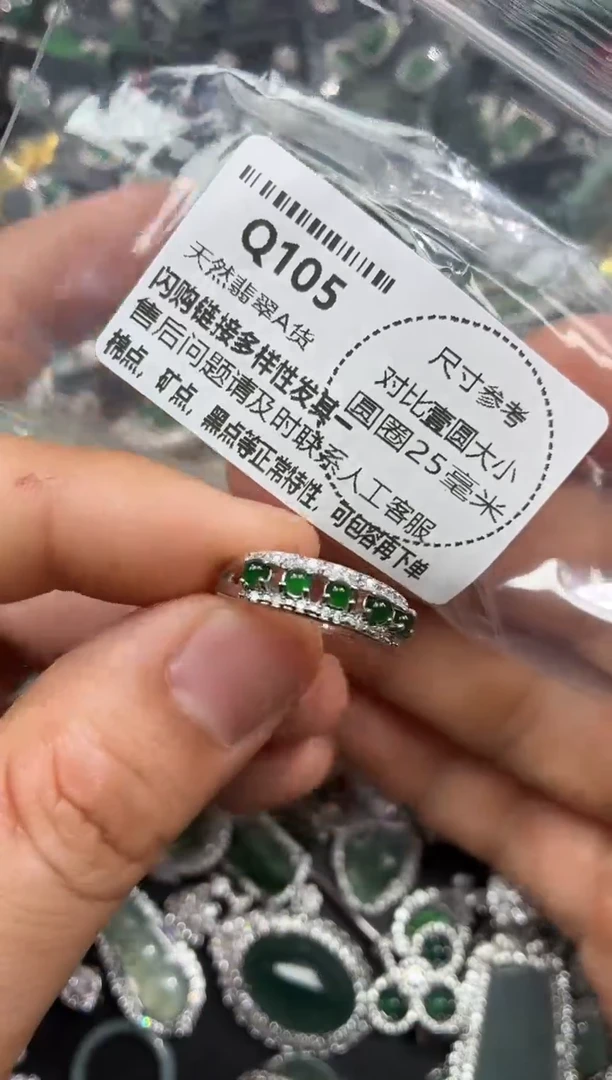 Q105
天然翡翠A货
闪购链接多样性发其一
售后问题请及时联系人工客服
棉点，矿点，黑点等正常特性，可包容再下单
尺寸参考
对比壹圆大小
圆圈25毫米